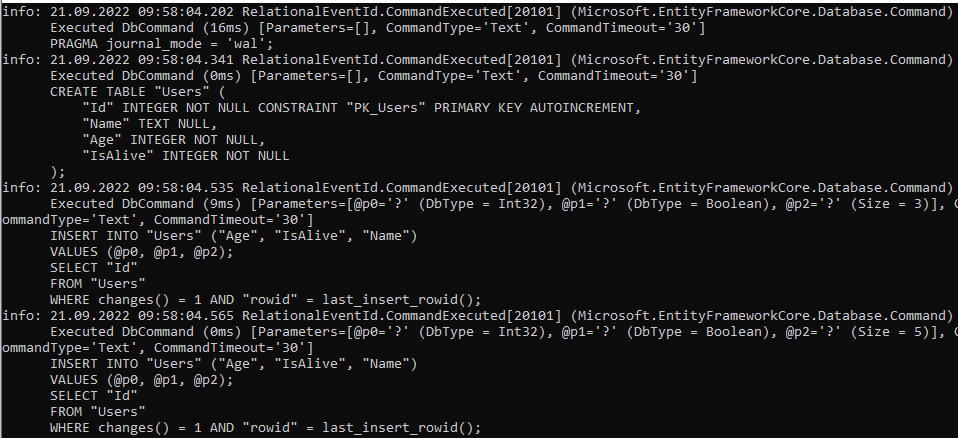 info: 21.09.2022 09:58:04.202 RelationalEventId.CommandExecuted[20101] (Microsoft.EntityFrameworkCore.Database.Command)
      Executed DbCommand (16ms) [Parameters=[], CommandType='Text', CommandTimeout='30']
      PRAGMA journal_mode = 'wal';
info: 21.09.2022 09:58:04.341 RelationalEventId.CommandExecuted[20101] (Microsoft.EntityFrameworkCore.Database.Command)
      Executed DbCommand (0ms) [Parameters=[], CommandType='Text', CommandTimeout='30']
      CREATE TABLE "Users" (
          "Id" INTEGER NOT NULL CONSTRAINT "PK_Users" PRIMARY KEY AUTOINCREMENT,
          "Name" TEXT NULL,
          "Age" INTEGER NOT NULL,
          "IsAlive" INTEGER NOT NULL
      );
info: 21.09.2022 09:58:04.535 RelationalEventId.CommandExecuted[20101] (Microsoft.EntityFrameworkCore.Database.Command)
      Executed DbCommand (9ms) [Parameters=[@p0='?' (DbType = Int32), @p1='?' (DbType = Boolean), @p2='?' (Size = 3)], C
ommandType='Text', CommandTimeout='30']
      INSERT INTO "Users" ("Age", "IsAlive", "Name")
      VALUES (@p0, @p1, @p2);
      SELECT "Id"
      FROM "Users"
      WHERE changes() = 1 AND "rowid" = last_insert_rowid();
info: 21.09.2022 09:58:04.565 RelationalEventId.CommandExecuted[20101] (Microsoft.EntityFrameworkCore.Database.Command)
      Executed DbCommand (0ms) [Parameters=[@p0='?' (DbType = Int32), @p1='?' (DbType = Boolean), @p2='?' (Size = 5)], C
ommandType='Text', CommandTimeout='30']
      INSERT INTO "Users" ("Age", "IsAlive", "Name")
      VALUES (@p0, @p1, @p2);
      SELECT "Id"
      FROM "Users"
      WHERE changes() = 1 AND "rowid" = last_insert_rowid();